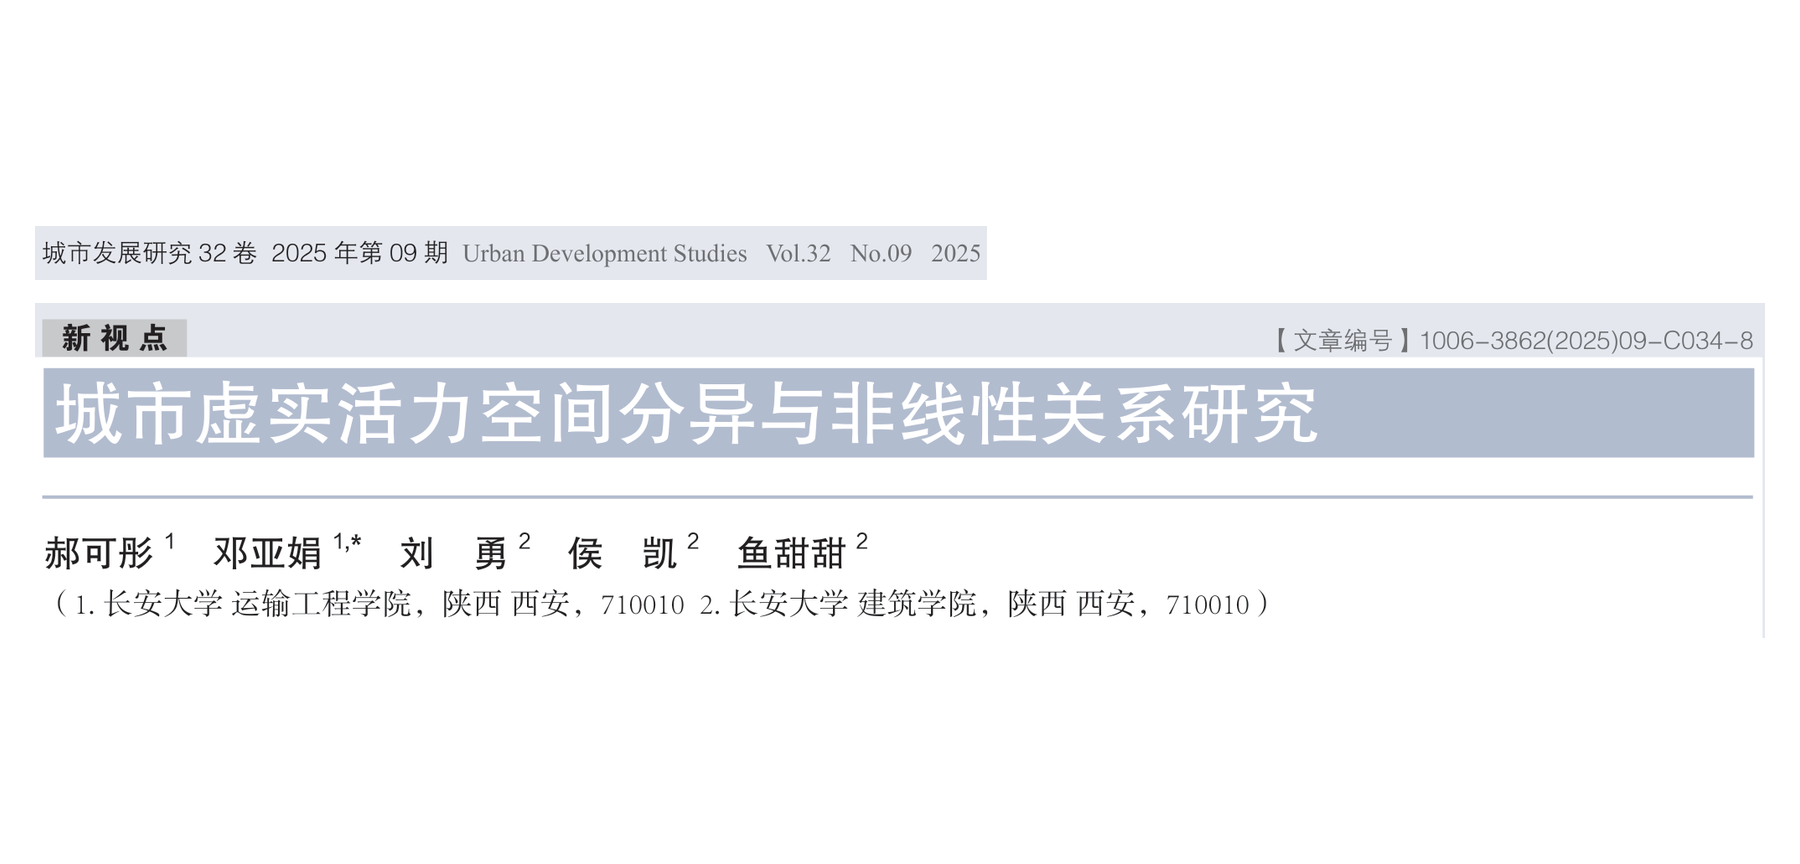 城市发展研究 32 卷 2025 年第 09 期 Urban Development Studies Vol.32 No.09 2025
新视点
【文章编号】1006-3862(2025)09-C034-8
城市虚实活力空间分异与非线性关系研究
郝可彤1 邓亚娟1,* 刘 勇2 侯 凯2 鱼甜甜2
（1. 长安大学 运输工程学院，陕西 西安，710010 2. 长安大学 建筑学院，陕西 西安，710010）